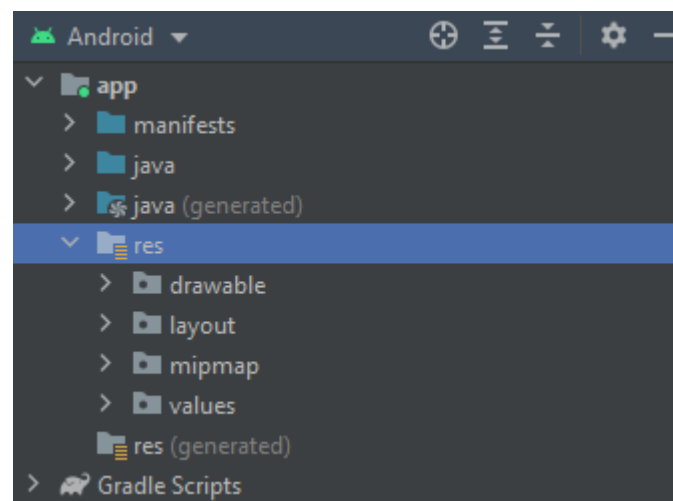 Android
app
manifests
java
java (generated)
res
drawable
layout
mipmap
values
res (generated)
Gradle Scripts